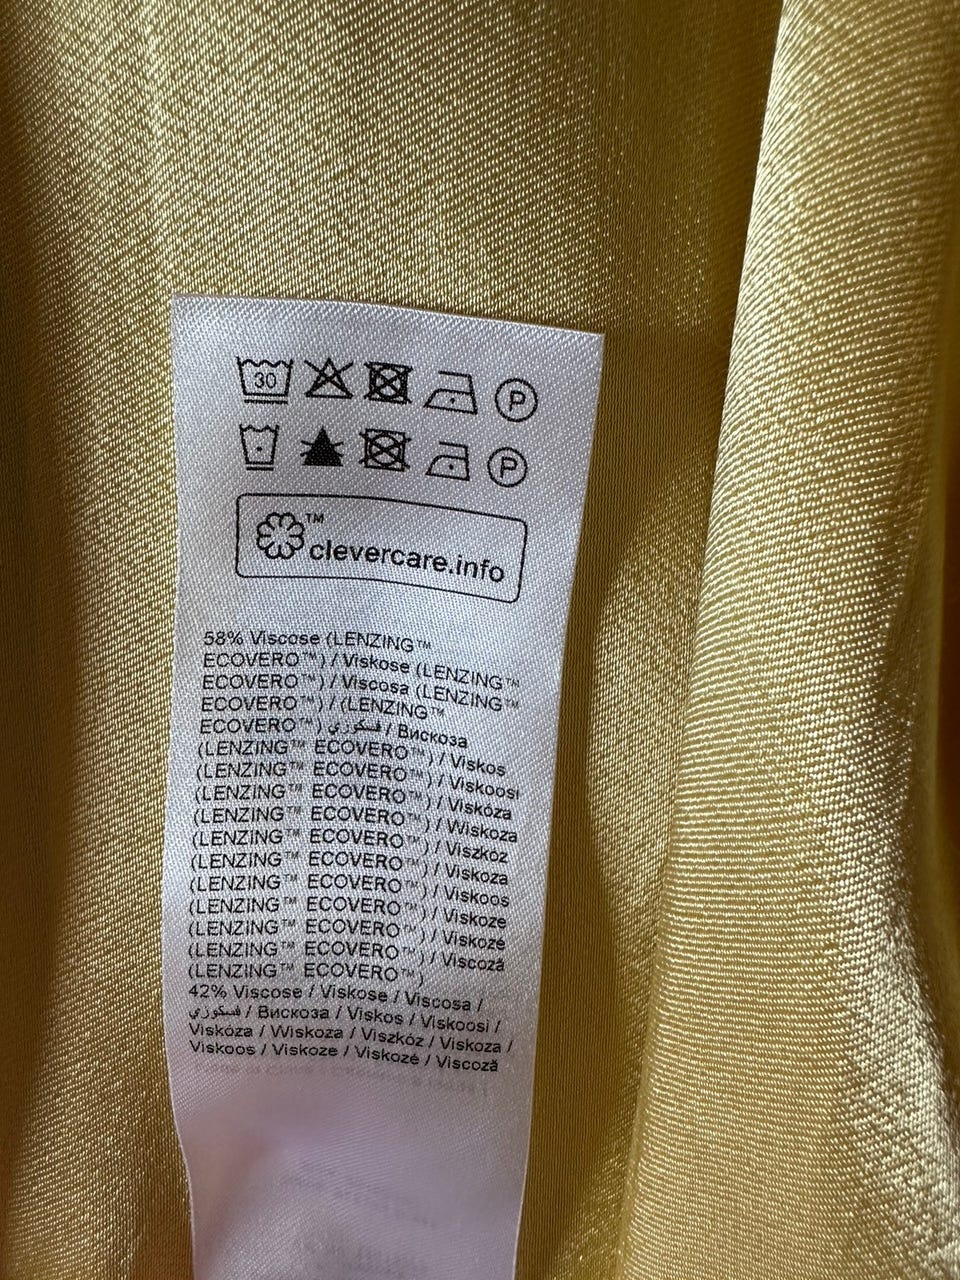 30 P
P
™
clevercare.info
58% Viscose (LENZING™
ECOVERO™) / Viskose (LENZING™
ECOVERO™) / Viscosa (LENZING™
ECOVERO™) / (LENZING™
ECOVERO™) فسكوزي / Вискоза
(LENZING™ ECOVERO™) / Viskos
(LENZING™ ECOVERO™) / Viskoosi
(LENZING™ ECOVERO™) / Viskóza
(LENZING™ ECOVERO™) / Wiskoza
(LENZING™ ECOVERO™) / Viszkóz
(LENZING™ ECOVERO™) / Viskoza
(LENZING™ ECOVERO™) / Viskoos
(LENZING™ ECOVERO™) / Viskoze
(LENZING™ ECOVERO™) / Viskozė
(LENZING™ ECOVERO™) / Viscoză
(LENZING™ ECOVERO™)
42% Viscose / Viskose / Viscosa /
فسكوزي / Вискоза / Viskos / Viskoosi /
Viskóza / Wiskoza / Viszkóz / Viskoza /
Viskoos / Viskoze / Viskozė / Viscoză